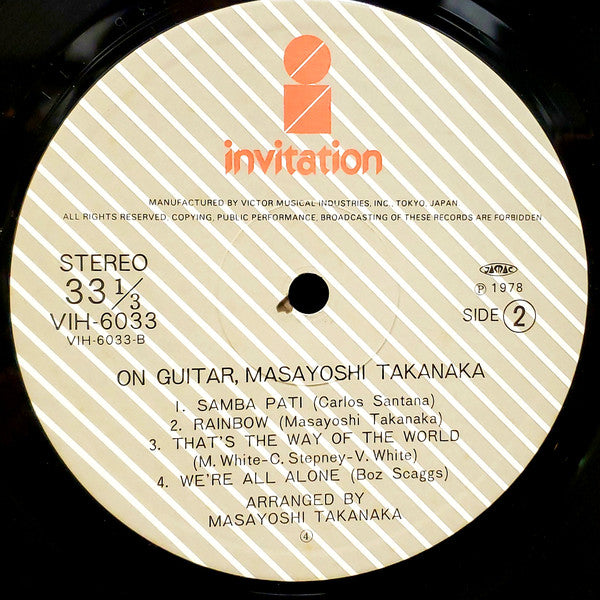 invitation
MANUFACTURED BY VICTOR MUSICAL INDUSTRIES, INC., TOKYO, JAPAN
ALL RIGHTS RESERVED, COPYING, PUBLIC PERFORMANCE, BROADCASTING OF THESE RECORDS ARE FORBIDDEN
STEREO
33 1/3
VIH-6033
VIH-6033-B
JASRAC
Ⓟ 1978
SIDE 2
ON GUITAR, MASAYOSHI TAKANAKA
1. SAMBA PATI (Carlos Santana)
2. RAINBOW (Masayoshi Takanaka)
3. THAT'S THE WAY OF THE WORLD
(M. White-C. Stepney-V. White)
4. WE'RE ALL ALONE (Boz Scaggs)
ARRANGED BY
MASAYOSHI TAKANAKA
④